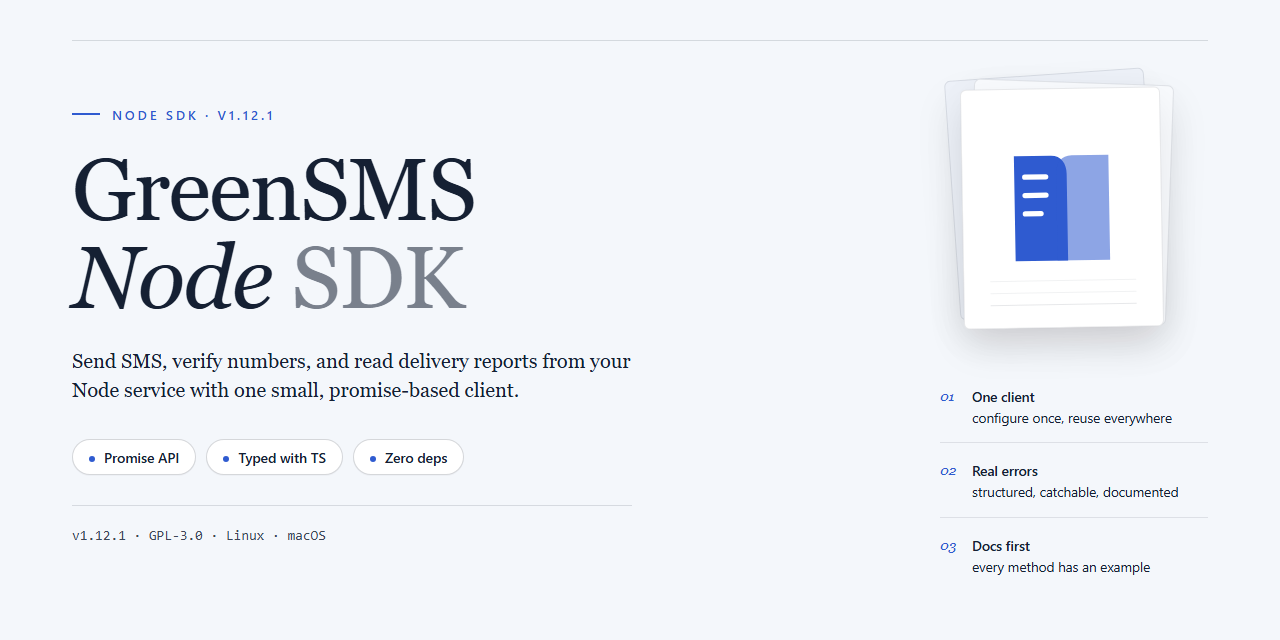 NODE SDK · V1.12.1
GreenSMS
Node SDK
Send SMS, verify numbers, and read delivery reports from your
Node service with one small, promise-based client.
Promise API
Typed with TS
Zero deps
v1.12.1 · GPL-3.0 · Linux · macOS
01 One client
configure once, reuse everywhere
02 Real errors
structured, catchable, documented
03 Docs first
every method has an example